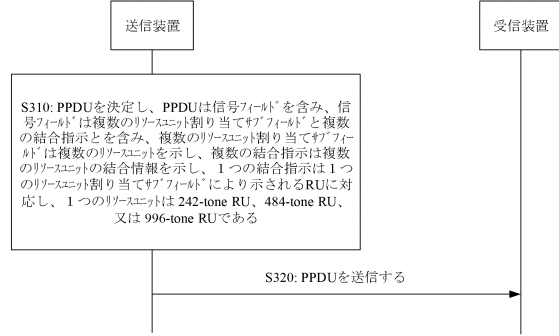 送信装置
受信装置
S310: PPDUを決定し、PPDUは信号ﾌｨｰﾙﾄﾞを含み、信
号ﾌｨｰﾙﾄﾞは複数のﾘｿｰｽﾕﾆｯﾄ割り当てｻﾌﾞﾌｨｰﾙﾄﾞと複数
の結合指示とを含み、複数のﾘｿｰｽﾕﾆｯﾄ割り当てｻﾌﾞﾌｨｰ
ﾙﾄﾞは複数のﾘｿｰｽﾕﾆｯﾄを示し、複数の結合指示は複数
のﾘｿｰｽﾕﾆｯﾄの結合情報を示し、１つの結合指示は１つ
のﾘｿｰｽﾕﾆｯﾄ割り当てｻﾌﾞﾌｨｰﾙﾄﾞにより示されるRUに対
応し、１つのﾘｿｰｽﾕﾆｯﾄは 242-tone RU、484-tone RU、
又は 996-tone RUである
S320: PPDUを送信する